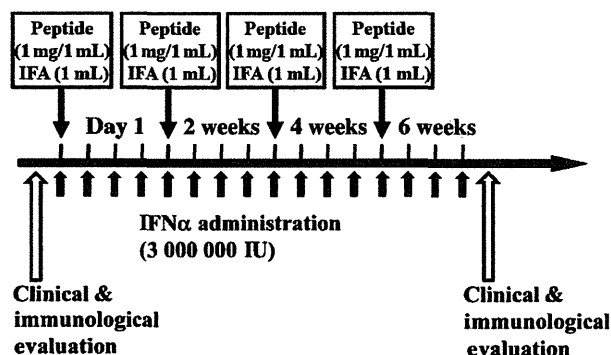 Peptide
(1 mg/1 mL)
IFA (1 mL)
Peptide
(1 mg/1 mL)
IFA (1 mL)
Peptide
(1 mg/1 mL)
IFA (1 mL)
Peptide
(1 mg/1 mL)
IFA (1 mL)
Day 1 2 weeks 4 weeks 6 weeks
IFNα administration
(3 000 000 IU)
Clinical &
immunological
evaluation
Clinical &
immunological
evaluation